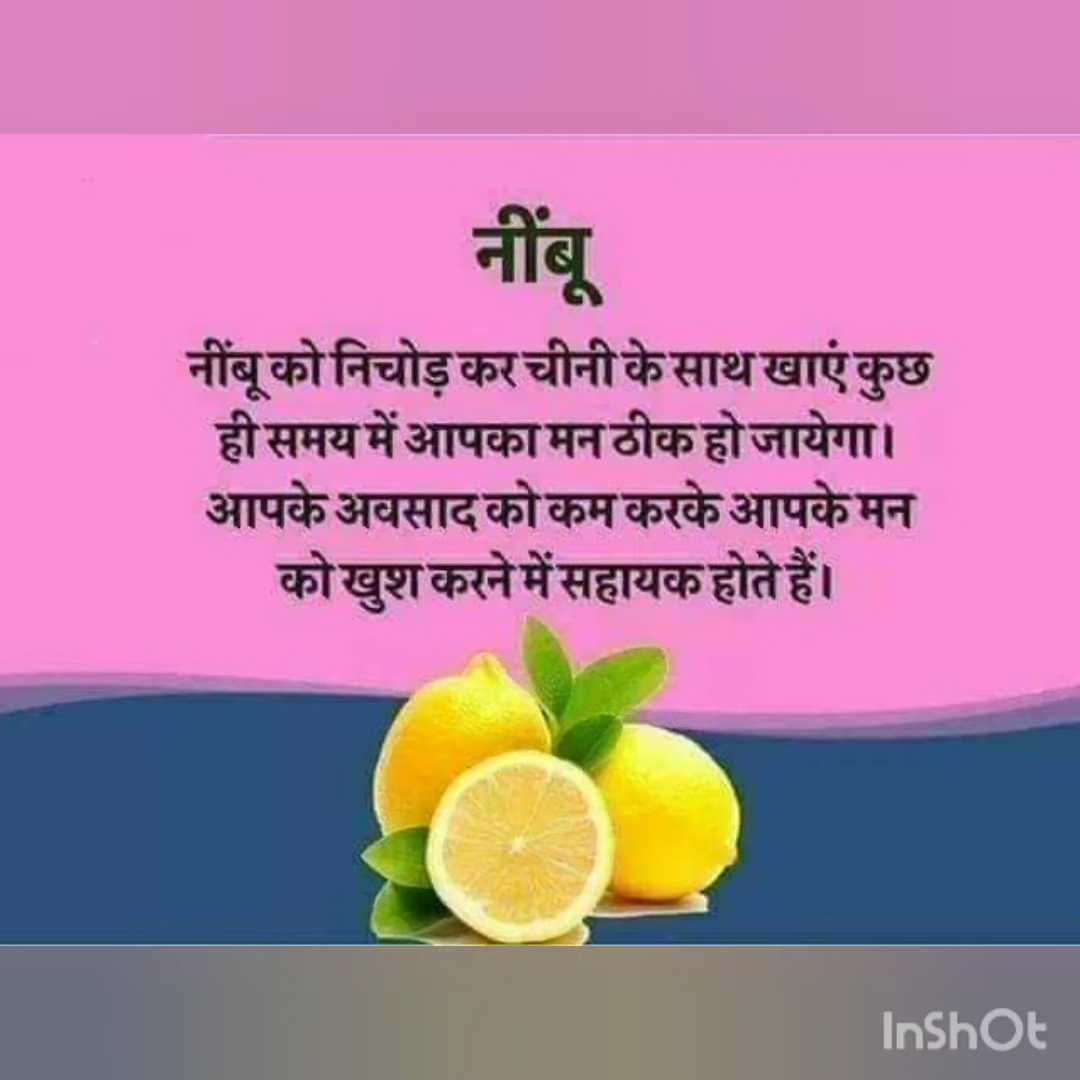 नींबू
नींबू को निचोड़ कर चीनी के साथ खाएं कुछ
ही समय में आपका मन ठीक हो जायेगा।
आपके अवसाद को कम करके आपके मन
को खुश करने में सहायक होते हैं।
InShOt